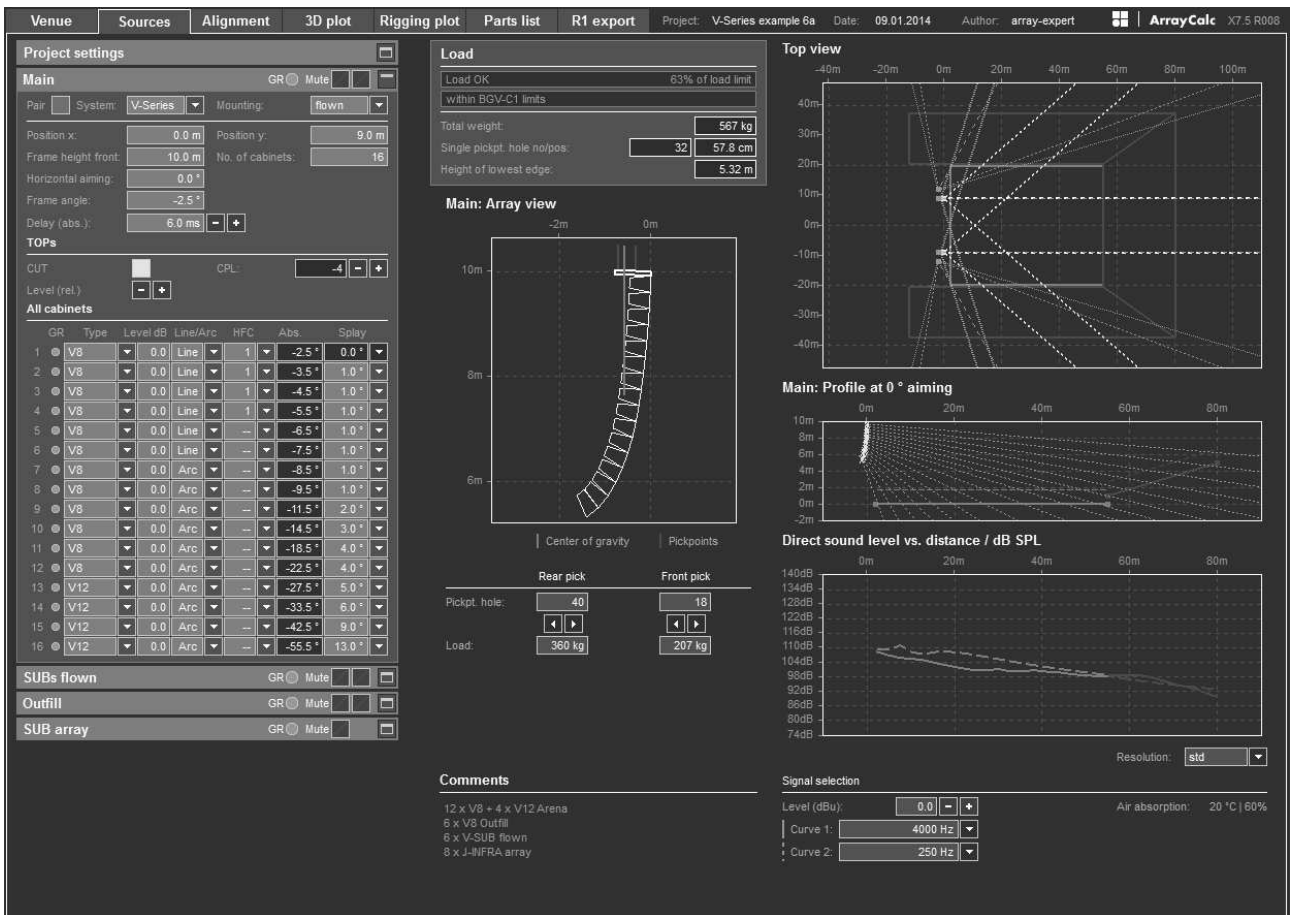 Venue Sources Alignment 3D plot Rigging plot Parts list R1 export Project: V-Series example 6a Date: 09.01.2014 Author: array-expert ArrayCalc X7.5 R008
Project settings
Main GR Mute
Pair System: V-Series Mounting: flown
Position x: 0.0 m Position y: 9.0 m
Frame height front: 10.0 m No. of cabinets: 16
Horizontal aiming: 0.0 °
Frame angle: -2.5 °
Delay (abs.): 6.0 ms - +
TOPs
CUT CPL: -4 - +
Level (rel.) - +
All cabinets
GR Type Level dB Line/Arc HFC Abs. Splay
1 V8 0.0 Line 1 -2.5 ° 0.0 °
2 V8 0.0 Line 1 -3.5 ° 1.0 °
3 V8 0.0 Line 1 -4.5 ° 1.0 °
4 V8 0.0 Line 1 -5.5 ° 1.0 °
5 V8 0.0 Line -- -6.5 ° 1.0 °
6 V8 0.0 Line -- -7.5 ° 1.0 °
7 V8 0.0 Arc -- -8.5 ° 1.0 °
8 V8 0.0 Arc -- -9.5 ° 1.0 °
9 V8 0.0 Arc -- -11.5 ° 2.0 °
10 V8 0.0 Arc -- -14.5 ° 3.0 °
11 V8 0.0 Arc -- -18.5 ° 4.0 °
12 V8 0.0 Arc -- -22.5 ° 4.0 °
13 V12 0.0 Arc -- -27.5 ° 5.0 °
14 V12 0.0 Arc -- -33.5 ° 6.0 °
15 V12 0.0 Arc -- -42.5 ° 9.0 °
16 V12 0.0 Arc -- -55.5 ° 13.0 °
SUBs flown GR Mute
Outfill GR Mute
SUB array GR Mute
Load
Load OK 63% of load limit
within BGV-C1 limits
Total weight: 567 kg
Single pickpt. hole no/pos: 32 57.8 cm
Height of lowest edge: 5.32 m
Main: Array view
-2m 0m
10m
8m
6m
Center of gravity Pickpoints
Rear pick Front pick
Pickpt. hole: 40 18
Load: 360 kg 207 kg
Comments
12 x V8 + 4 x V12 Arena
6 x V8 Outfill
6 x V-SUB flown
8 x J-INFRA array
Top view
-40m -20m 0m 20m 40m 60m 80m 100m
40m
30m
20m
10m
0m
-10m
-20m
-30m
-40m
Main: Profile at 0 ° aiming
0m 20m 40m 60m 80m
10m
8m
6m
4m
2m
0m
-2m
Direct sound level vs. distance / dB SPL
0m 20m 40m 60m 80m
140dB
134dB
128dB
122dB
116dB
110dB
104dB
98dB
92dB
86dB
80dB
74dB
Resolution: std
Signal selection
Level (dBu): 0.0 - + Air absorption: 20 °C | 60%
Curve 1: 4000 Hz
Curve 2: 250 Hz